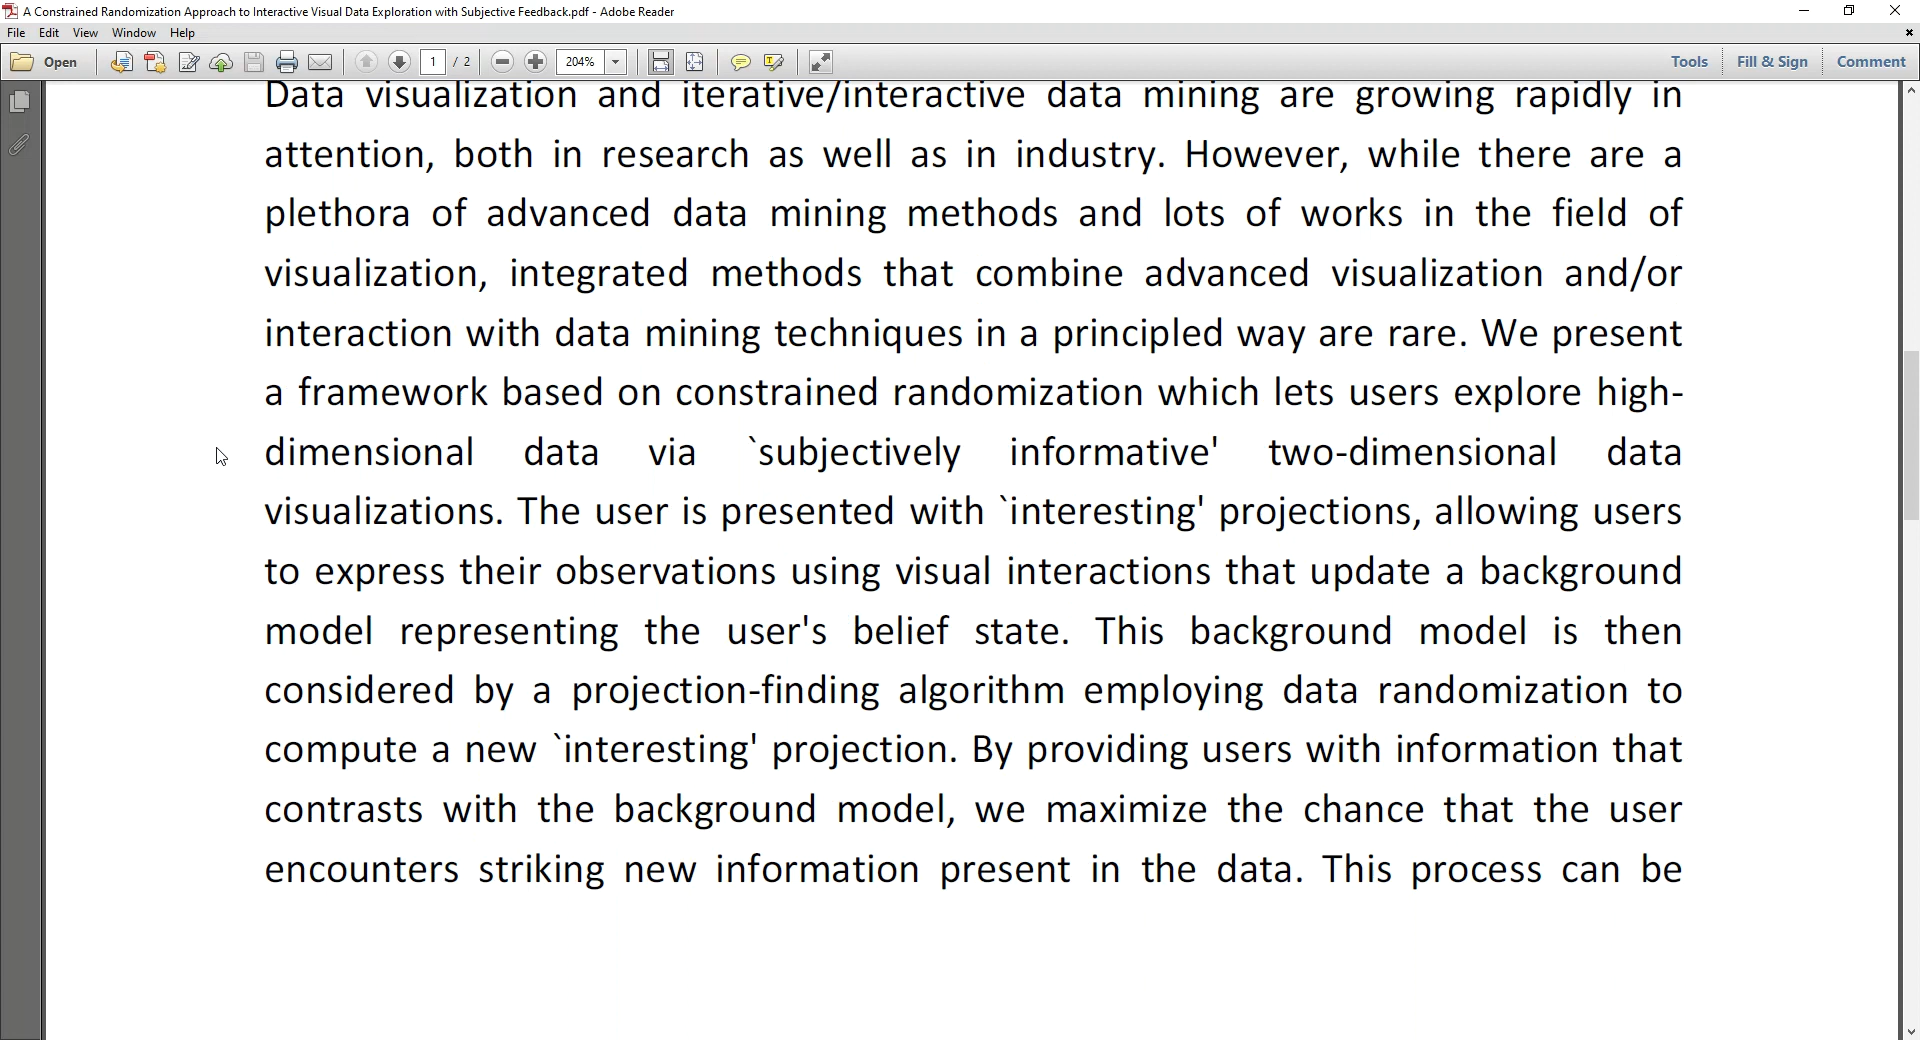 A Constrained Randomization Approach to Interactive Visual Data Exploration with Subjective Feedback.pdf - Adobe Reader
File Edit View Window Help
Open 1 / 2 204% Tools Fill & Sign Comment
Data visualization and iterative/interactive data mining are growing rapidly in
attention, both in research as well as in industry. However, while there are a
plethora of advanced data mining methods and lots of works in the field of
visualization, integrated methods that combine advanced visualization and/or
interaction with data mining techniques in a principled way are rare. We present
a framework based on constrained randomization which lets users explore high-
dimensional data via `subjectively informative' two-dimensional data
visualizations. The user is presented with `interesting' projections, allowing users
to express their observations using visual interactions that update a background
model representing the user's belief state. This background model is then
considered by a projection-finding algorithm employing data randomization to
compute a new `interesting' projection. By providing users with information that
contrasts with the background model, we maximize the chance that the user
encounters striking new information present in the data. This process can be